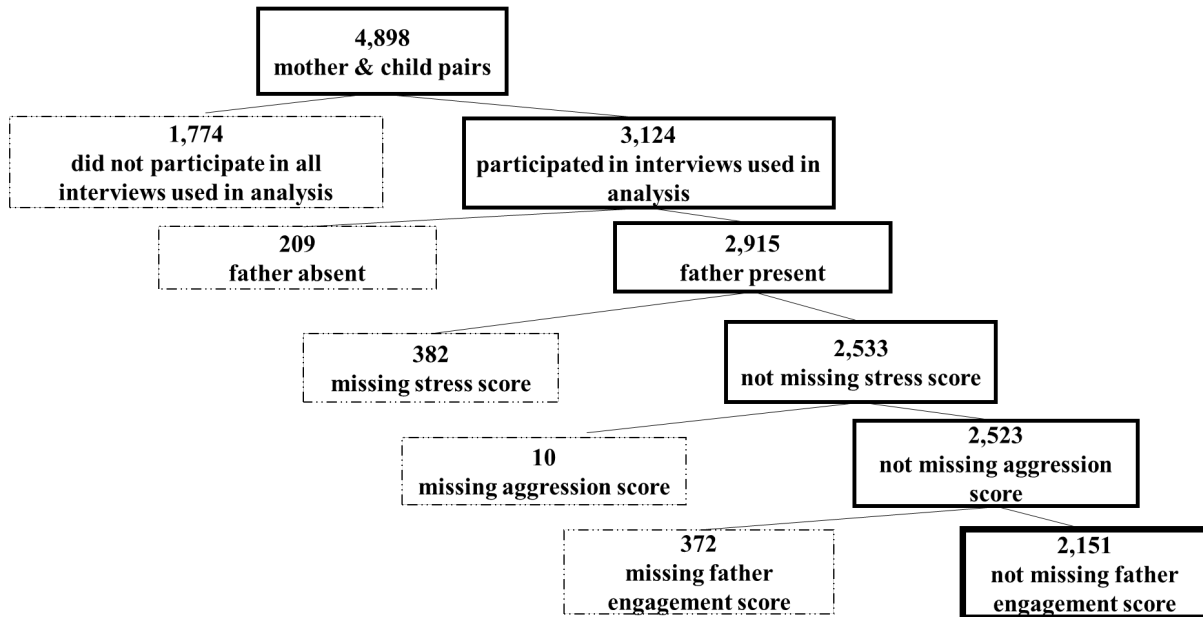 4,898
mother & child pairs
1,774
did not participate in all
interviews used in analysis
3,124
participated in interviews used in
analysis
209
father absent
2,915
father present
382
missing stress score
2,533
not missing stress score
10
missing aggression score
2,523
not missing aggression
score
372
missing father
engagement score
2,151
not missing father
engagement score